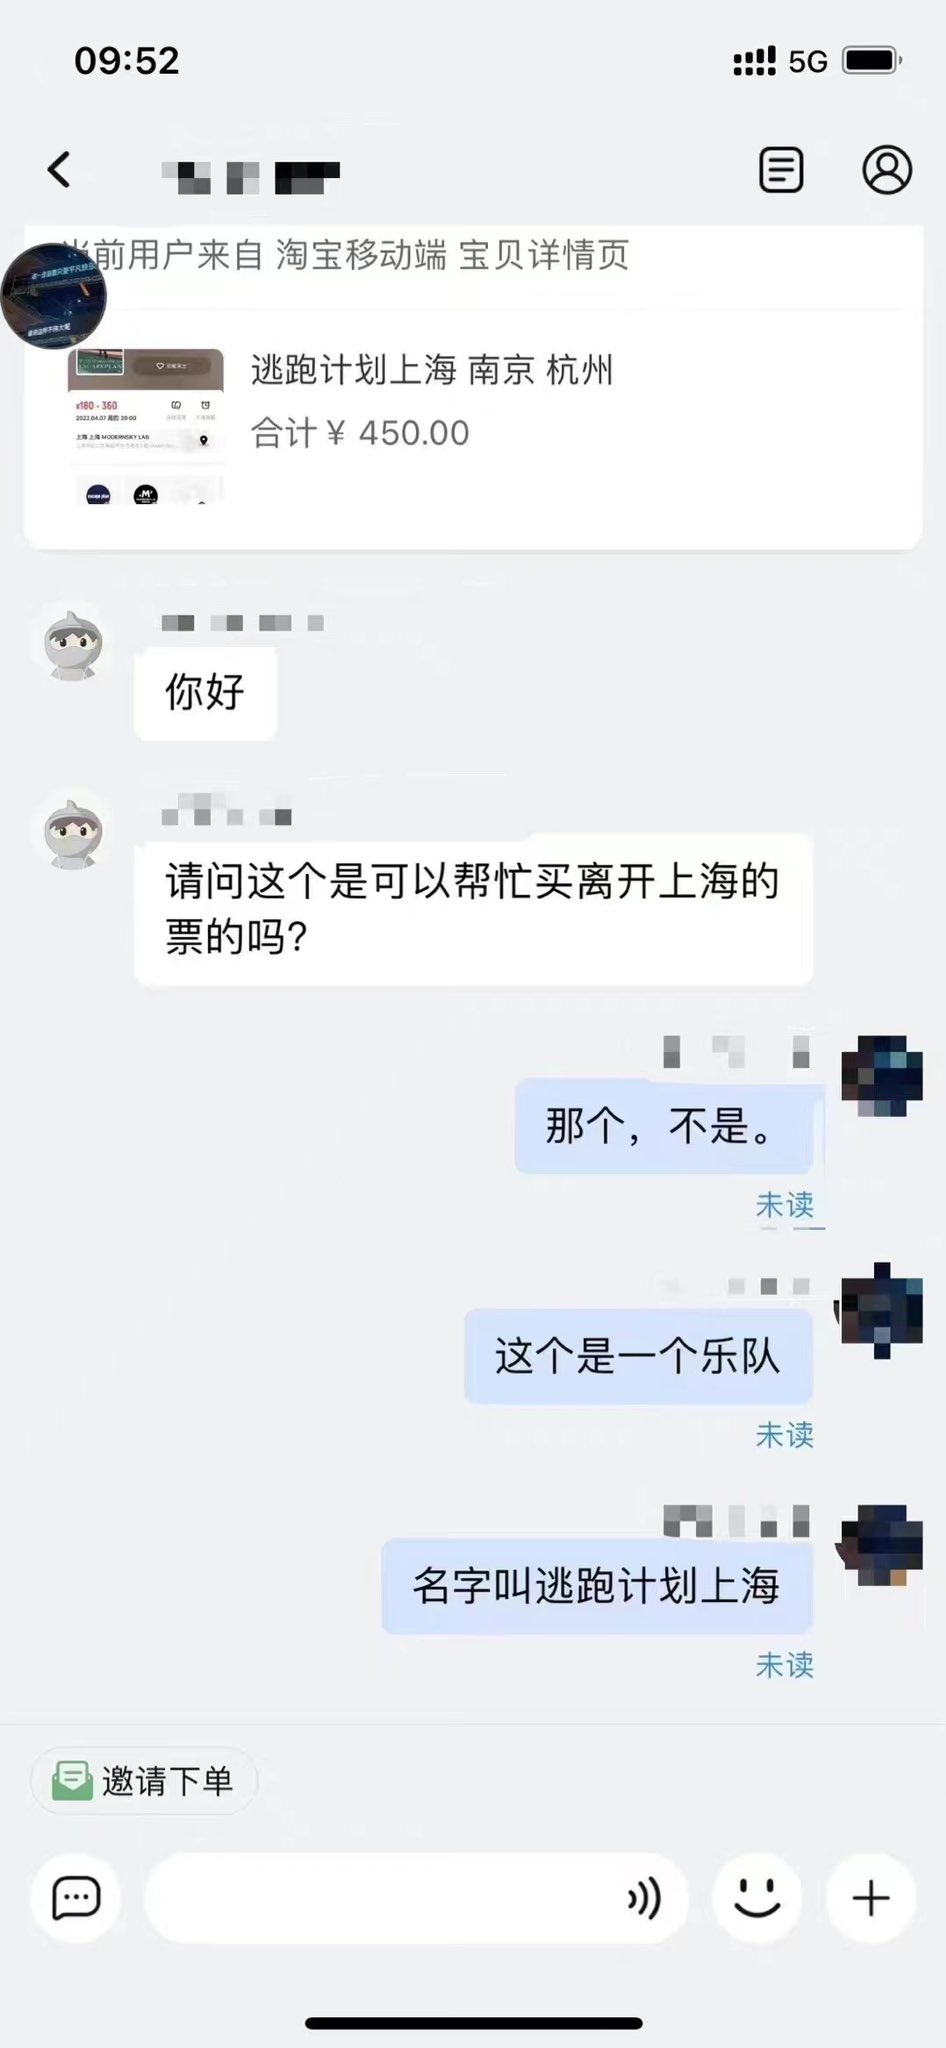 09:52
5G
当前用户来自 淘宝移动端 宝贝详情页
逃跑计划上海 南京 杭州
合计 ¥ 450.00
¥180 - 360
2022.04.07 周四 20:00
上海 上海 MODERNSKY LAB
你好
请问这个是可以帮忙买离开上海的
票的吗?
那个，不是。
未读
这个是一个乐队
未读
名字叫逃跑计划上海
未读
邀请下单